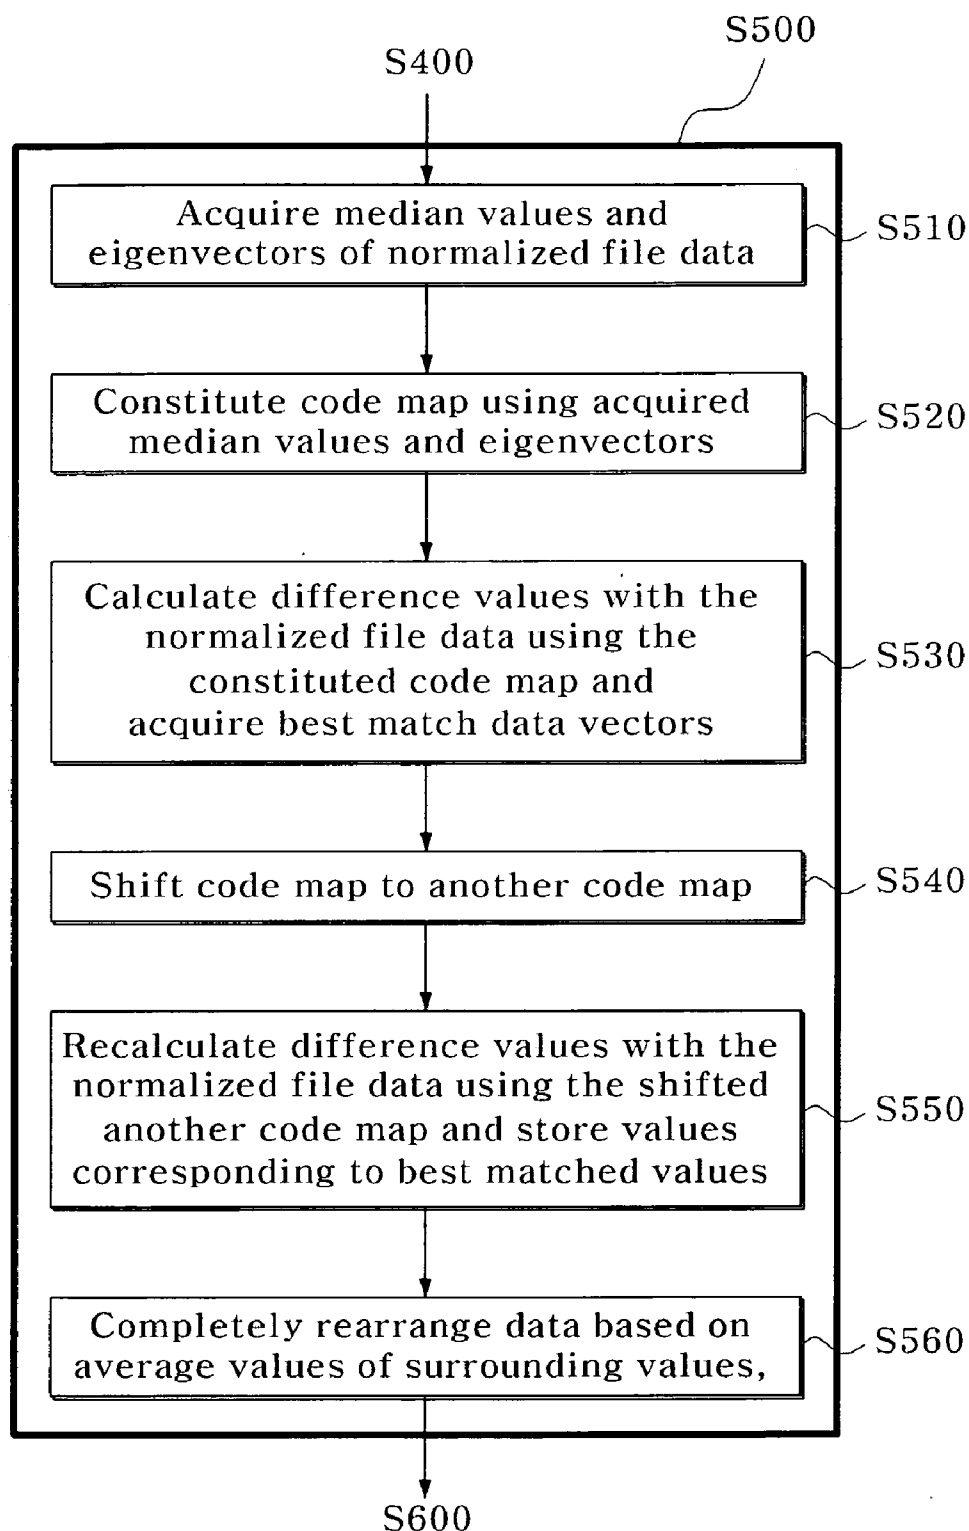 S500
S400
Acquire median values and
eigenvectors of normalized file data
S510
Constitute code map using acquired
median values and eigenvectors
S520
Calculate difference values with the
normalized file data using the
constituted code map and
acquire best match data vectors
S530
Shift code map to another code map
S540
Recalculate difference values with the
normalized file data using the shifted
another code map and store values
corresponding to best matched values
S550
Completely rearrange data based on
average values of surrounding values,
S560
S600